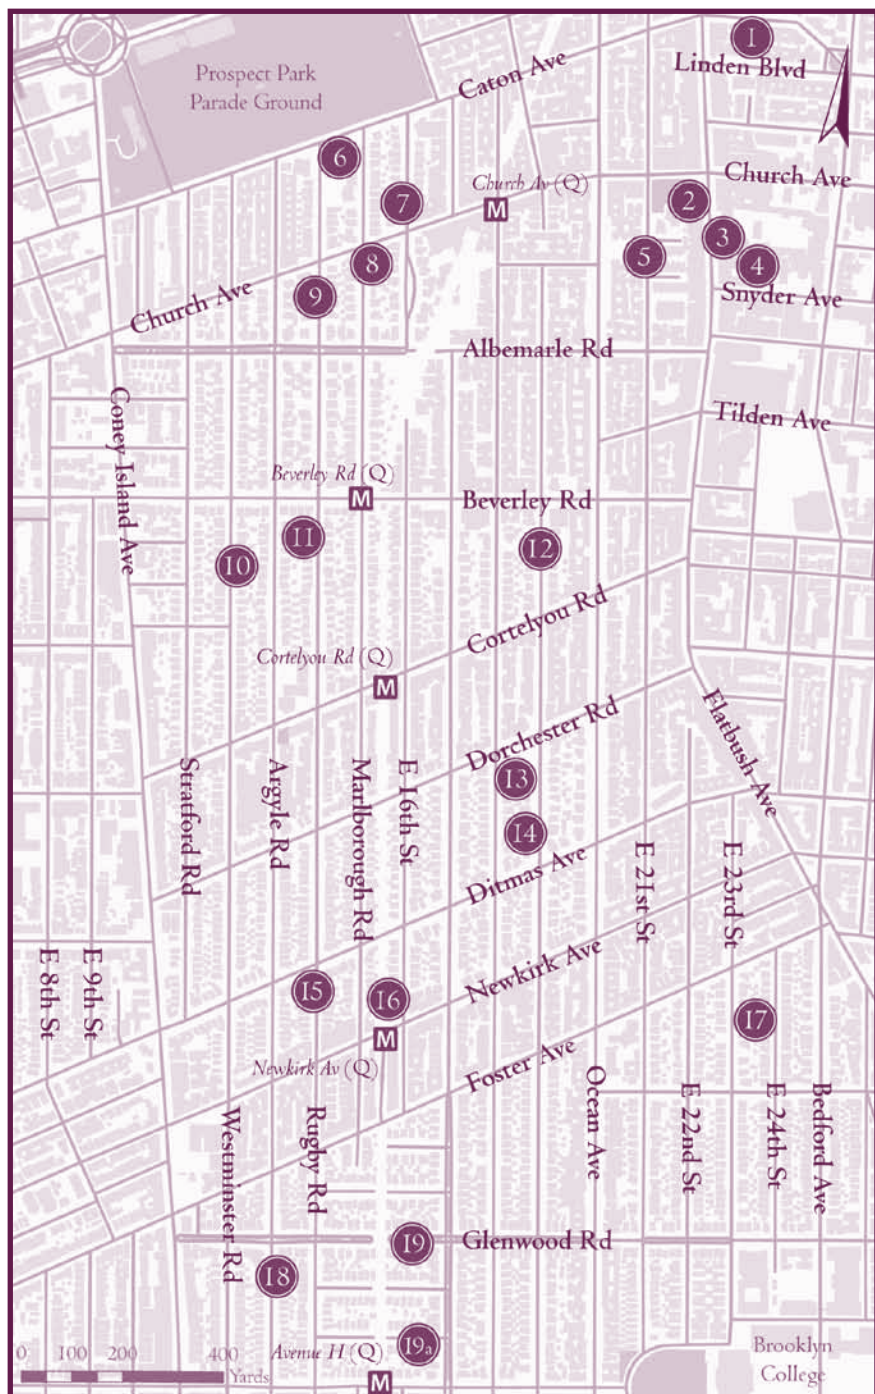 1
Linden Blvd
Prospect Park
Parade Ground
Caton Ave
6
Church Av (Q)
M
Church Ave
7
2
3
8
5
4
9
Church Ave
Snyder Ave
Albemarle Rd
Coney Island Ave
Tilden Ave
Beverley Rd (Q)
M
Beverley Rd
11
12
10
Cortelyou Rd
Cortelyou Rd (Q)
M
Dorchester Rd
Flatbush Ave
Stratford Rd
Argyle Rd
Marlborough Rd
E 16th St
13
14
Ditmas Ave
E 21st St
E 23rd St
E 8th St
E 9th St
15
16
Newkirk Ave
17
M
Newkirk Av (Q)
Foster Ave
Ocean Ave
E 22nd St
E 24th St
Bedford Ave
Westminster Rd
Rugby Rd
19
Glenwood Rd
18
19a
0 100 200 400
Yards
Avenue H (Q)
M
Brooklyn
College